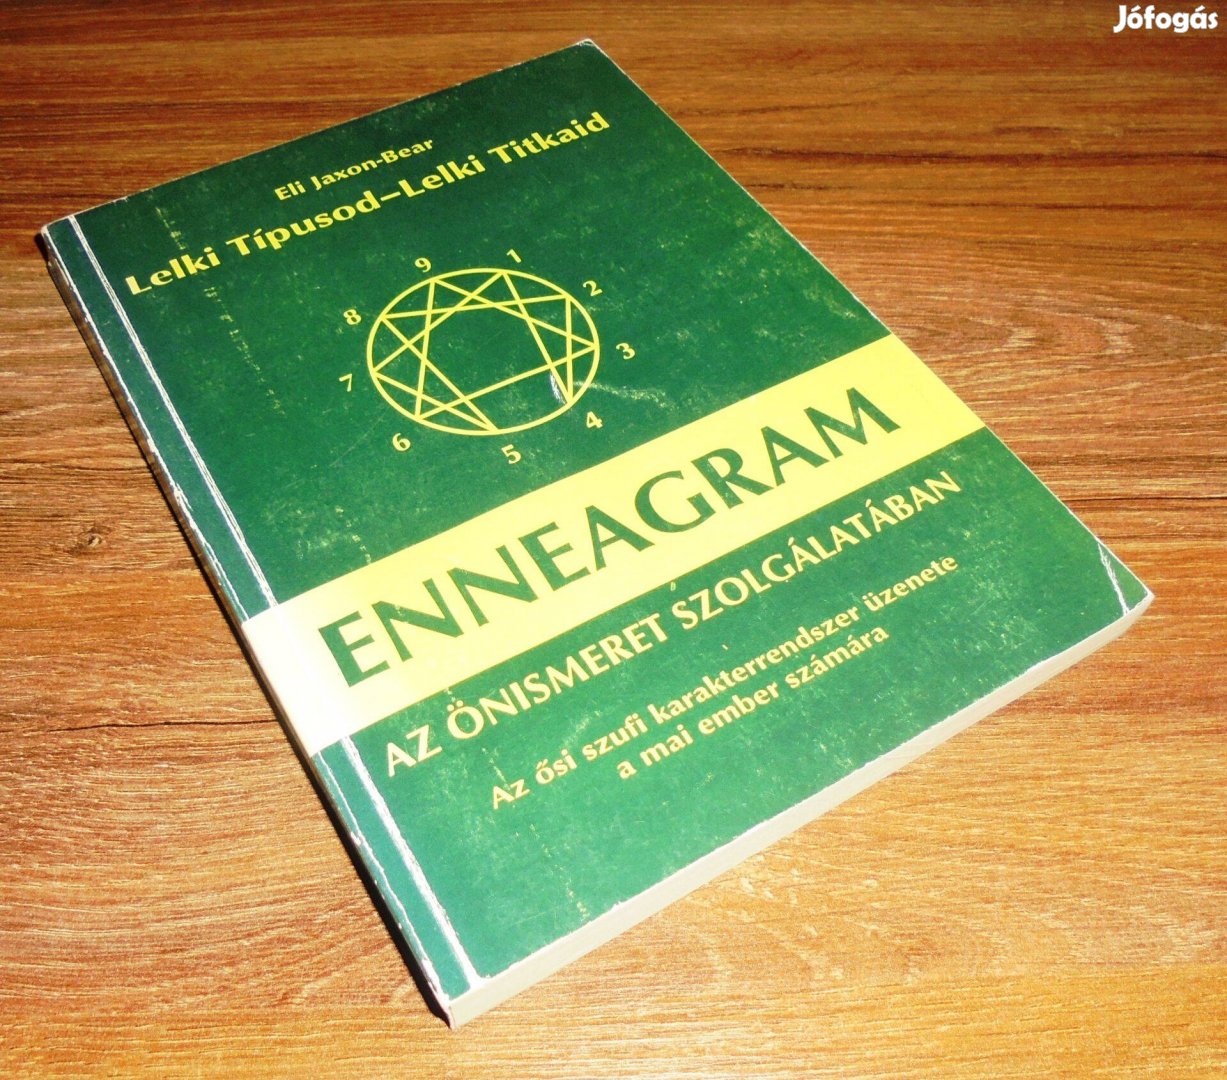 Jófogás
Eli Jaxon-Bear
Lelki Típusod–Lelki Titkaid
9
1
8
2
7
3
6
4
5
ENNEAGRAM
AZ ÖNISMERET SZOLGÁLATÁBAN
Az ősi szufi karakterrendszer üzenete
a mai ember számára